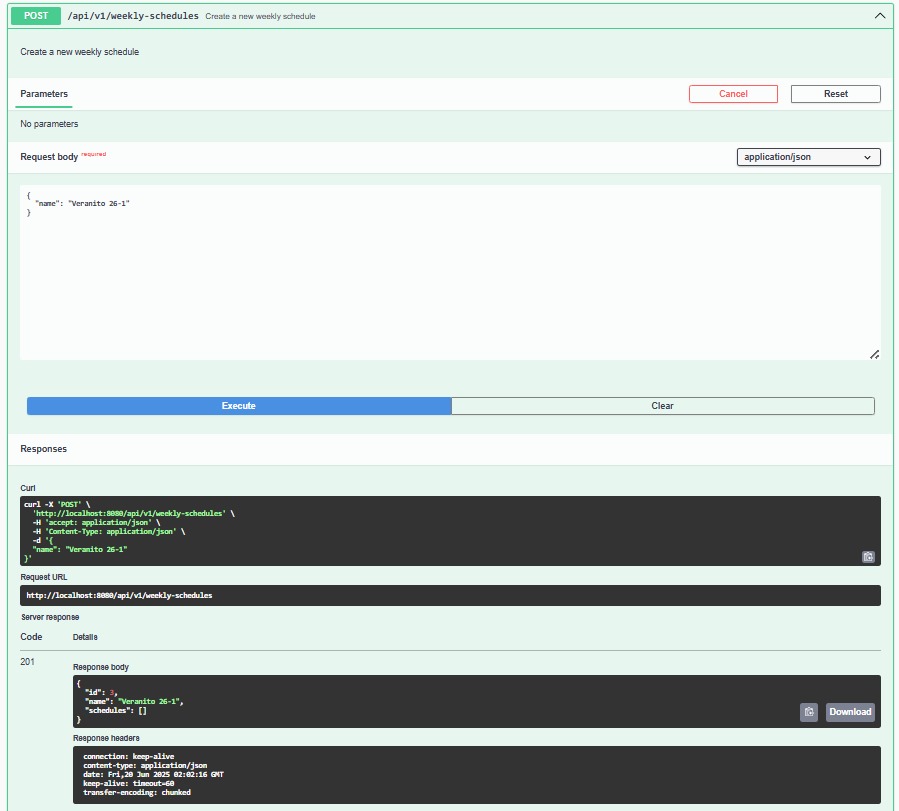 POST /api/v1/weekly-schedules Create a new weekly schedule
Create a new weekly schedule
Parameters
Cancel
Reset
No parameters
Request body required
application/json
{
  "name": "Veranito 26-1"
}
Execute
Clear
Responses
Curl
curl -X 'POST' \
  'http://localhost:8080/api/v1/weekly-schedules' \
  -H 'accept: application/json' \
  -H 'Content-Type: application/json' \
  -d '{
  "name": "Veranito 26-1"
}'
Request URL
http://localhost:8080/api/v1/weekly-schedules
Server response
Code Details
201
Response body
{
  "id": 3,
  "name": "Veranito 26-1",
  "schedules": []
}
Download
Response headers
connection: keep-alive
content-type: application/json
date: Fri,20 Jun 2025 02:02:16 GMT
keep-alive: timeout=60
transfer-encoding: chunked